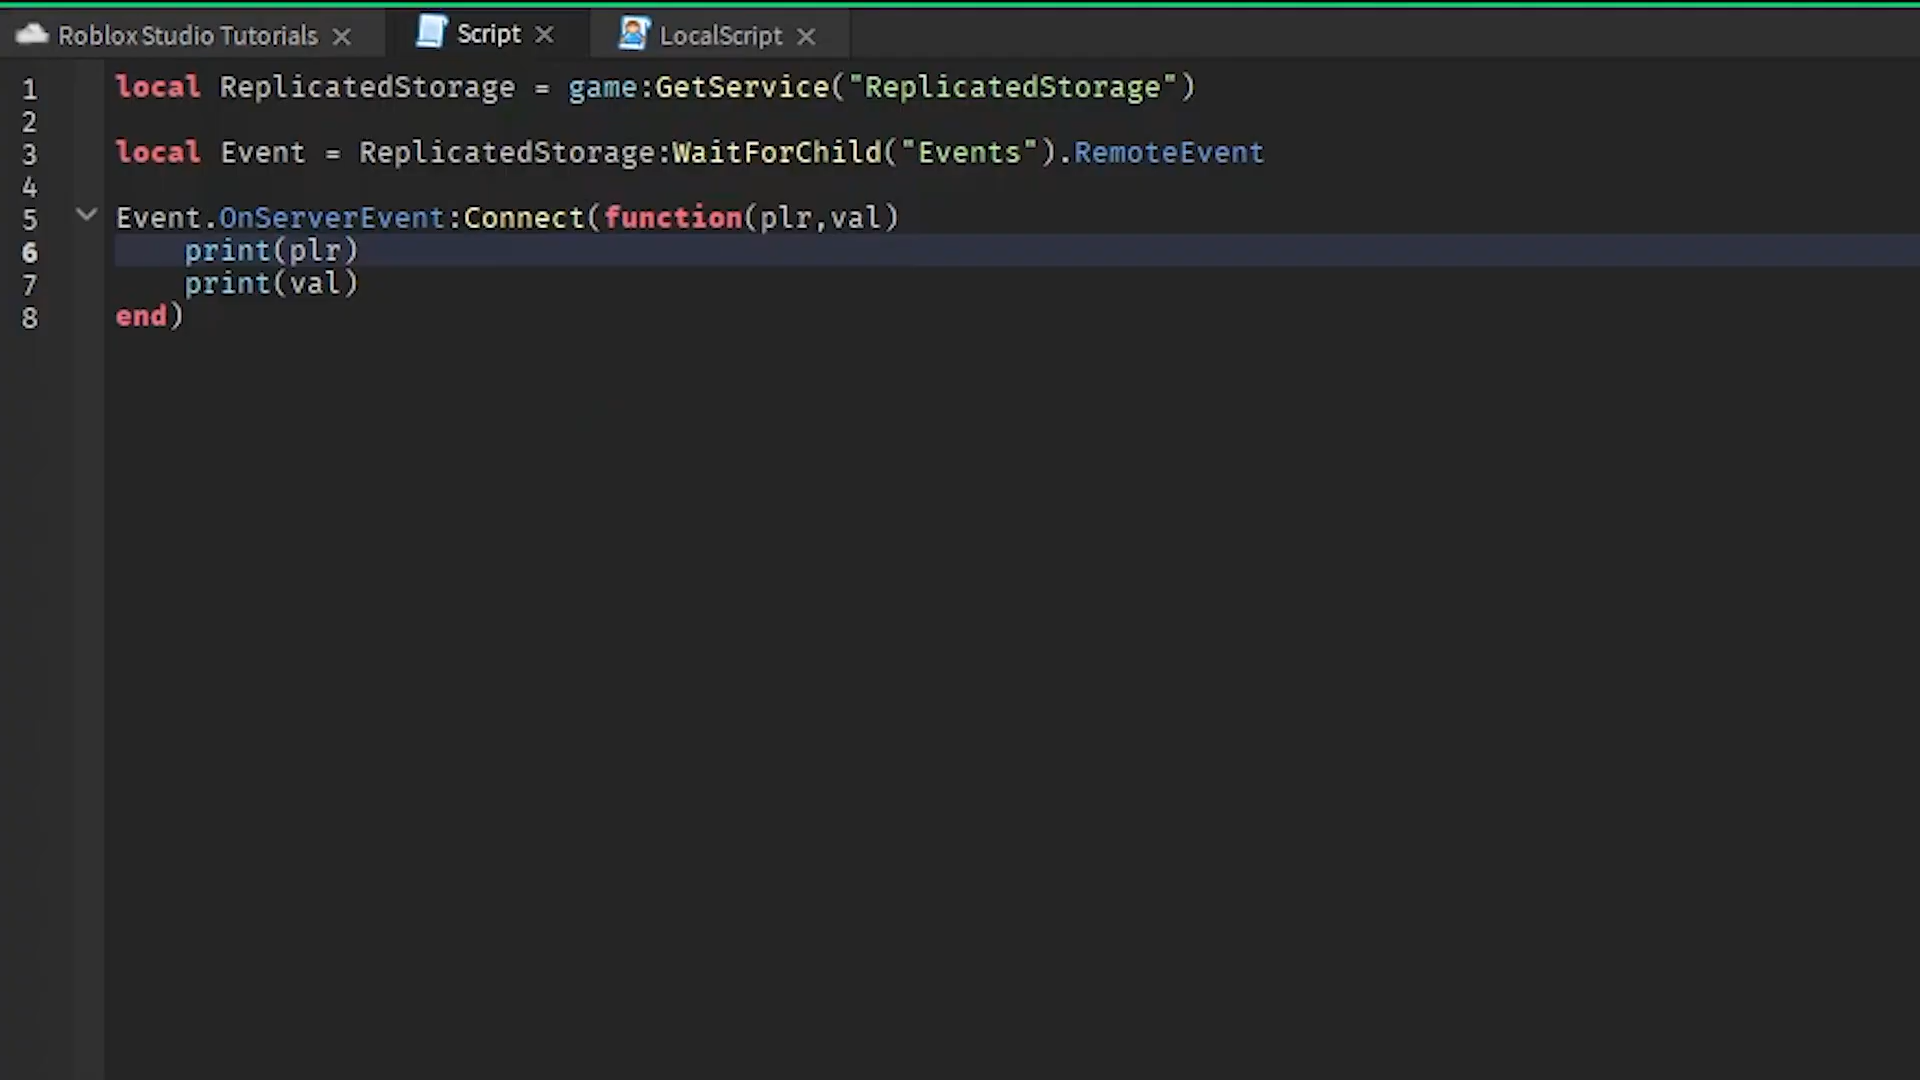 Roblox Studio Tutorials × Script × LocalScript ×
1 local ReplicatedStorage = game:GetService("ReplicatedStorage")
2
3 local Event = ReplicatedStorage:WaitForChild("Events").RemoteEvent
4
5 Event.OnServerEvent:Connect(function(plr,val)
6 print(plr)
7 print(val)
8 end)